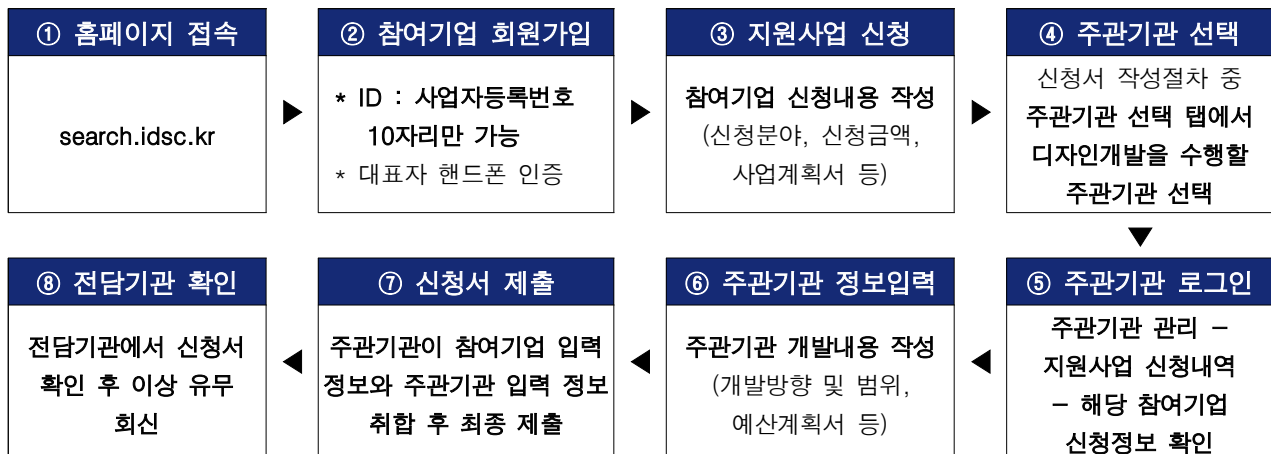 ① 홈페이지 접속
search.idsc.kr
② 참여기업 회원가입
* ID : 사업자등록번호
10자리만 가능
* 대표자 핸드폰 인증
③ 지원사업 신청
참여기업 신청내용 작성
(신청분야, 신청금액,
사업계획서 등)
④ 주관기관 선택
신청서 작성절차 중
주관기관 선택 탭에서
디자인개발을 수행할
주관기관 선택
⑤ 주관기관 로그인
주관기관 관리 –
지원사업 신청내역
– 해당 참여기업
신청정보 확인
⑥ 주관기관 정보입력
주관기관 개발내용 작성
(개발방향 및 범위,
예산계획서 등)
⑦ 신청서 제출
주관기관이 참여기업 입력
정보와 주관기관 입력 정보
취합 후 최종 제출
⑧ 전담기관 확인
전담기관에서 신청서
확인 후 이상 유무
회신